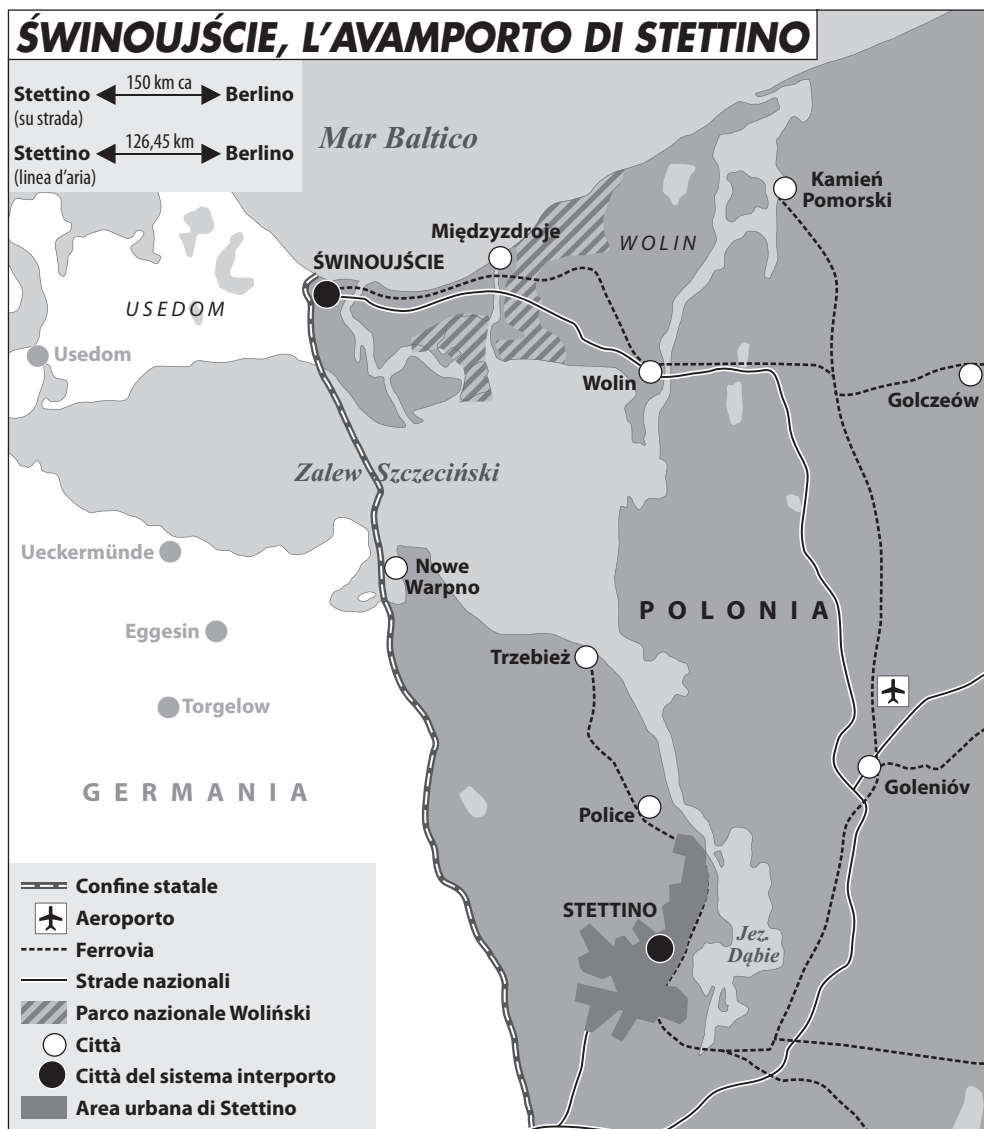 ŚWINOUJŚCIE, L'AVAMPORTO DI STETTINO
Stettino 150 km ca Berlino
(su strada)
Stettino 126,45 km Berlino
(linea d'aria)
Mar Baltico
Kamień
Pomorski
Międzyzdroje
WOLIN
ŚWINOUJŚCIE
USEDOM
Usedom
Wolin
Golczeów
Zalew Szczeciński
Ueckermünde
Nowe
Warpno
Eggesin
POLONIA
Trzebież
Torgelow
GERMANIA
Golenióv
Police
STETTINO
Jez.
Dąbie
Confine statale
Aeroporto
Ferrovia
Strade nazionali
Parco nazionale Woliński
Città
Città del sistema interporto
Area urbana di Stettino